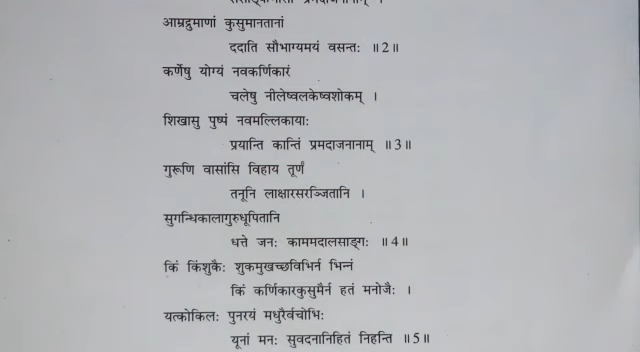 आम्रद्रुमाणां कुसुमानतानां
ददाति सौभाग्यमयं वसन्तः ॥2॥
कर्णेषु योग्यं नवकर्णिकारं
चलेषु नीलेष्वलकेष्वशोकम् ।
शिखासु पुष्पं नवमल्लिकायाः
प्रयान्ति कान्तिं प्रमदाजनानाम् ॥3॥
गुरूणि वासांसि विहाय तूर्णं
तनूनि लाक्षारसरञ्जितानि ।
सुगन्धिकालागुरुधूपितानि
धत्ते जनः काममदालसाङ्गः ॥4॥
किं किंशुकैः शुकमुखच्छविभिर्न भिन्नं
किं कर्णिकारकुसुमैर्न हतं मनोजैः ।
यत्कोकिलः पुनरयं मधुरैर्वचोभिः
यूनां मनः सुवदनानिहितं निहन्ति ॥5॥